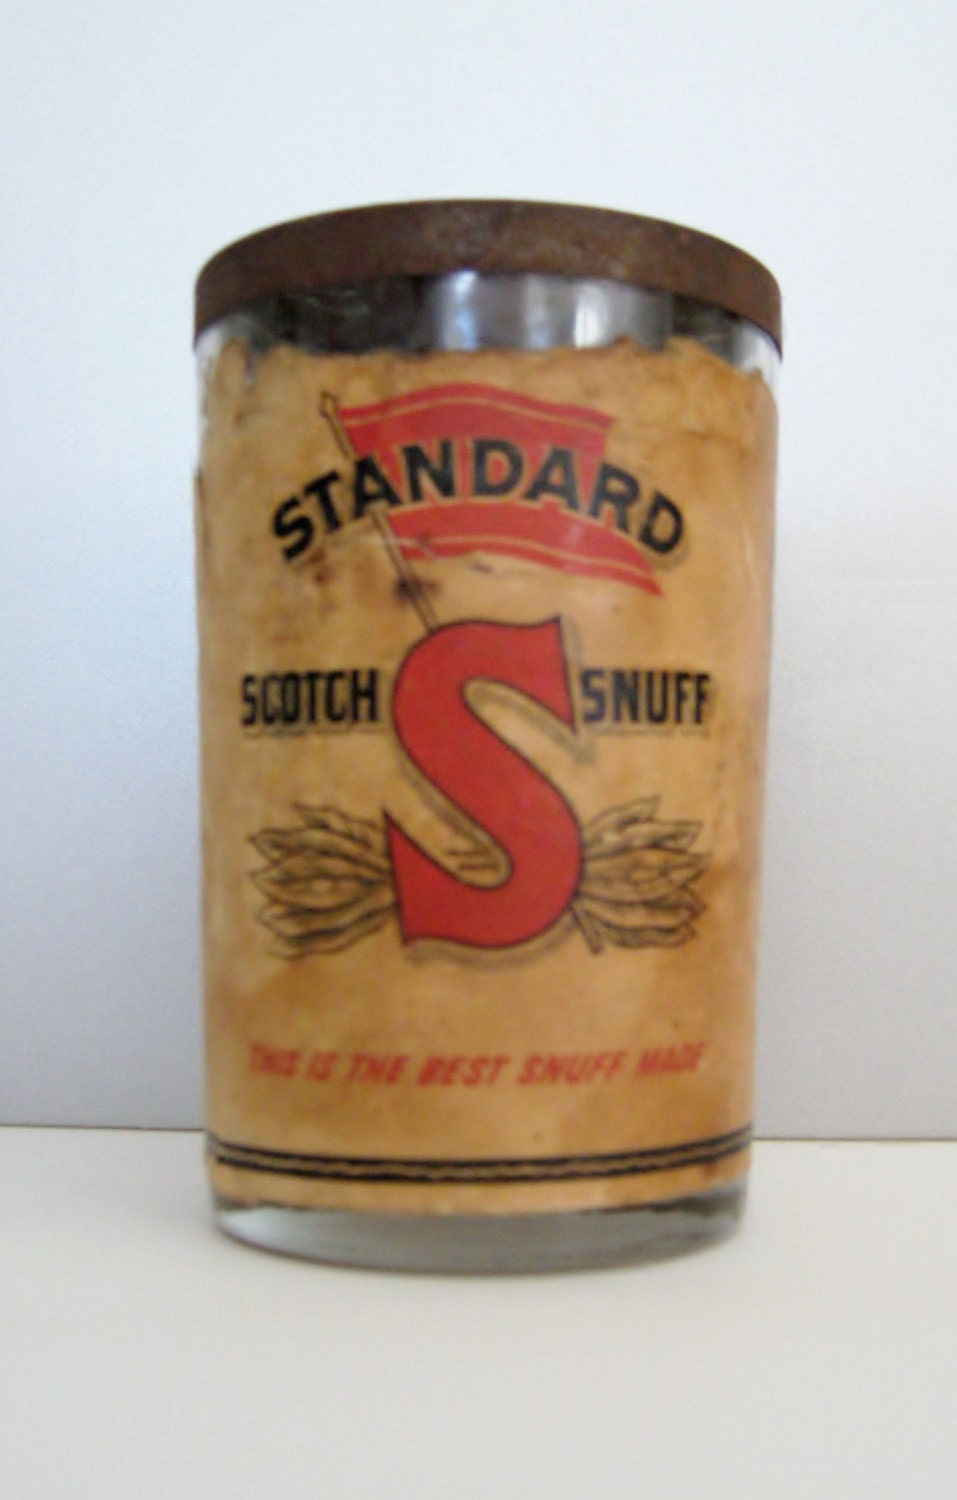 STANDARD
SCOTCH S SNUFF
THIS IS THE BEST SNUFF MADE